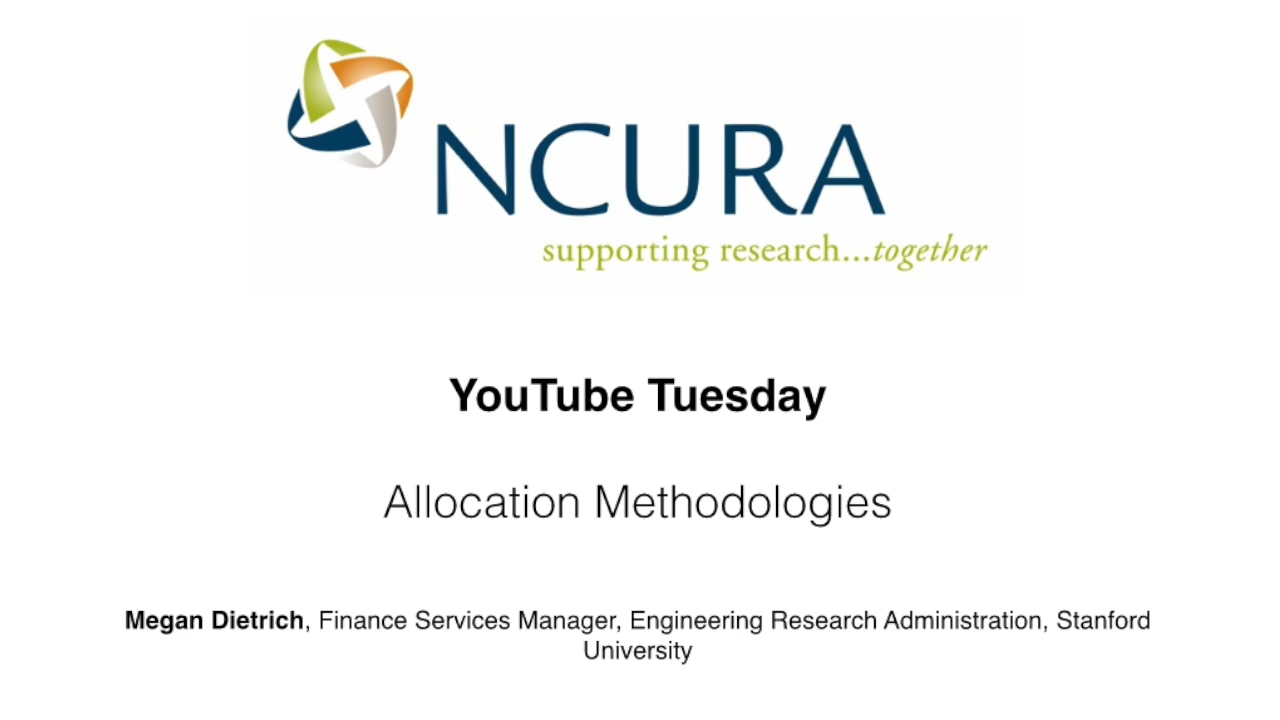 NCURA
supporting research...together
YouTube Tuesday
Allocation Methodologies
Megan Dietrich, Finance Services Manager, Engineering Research Administration, Stanford
University